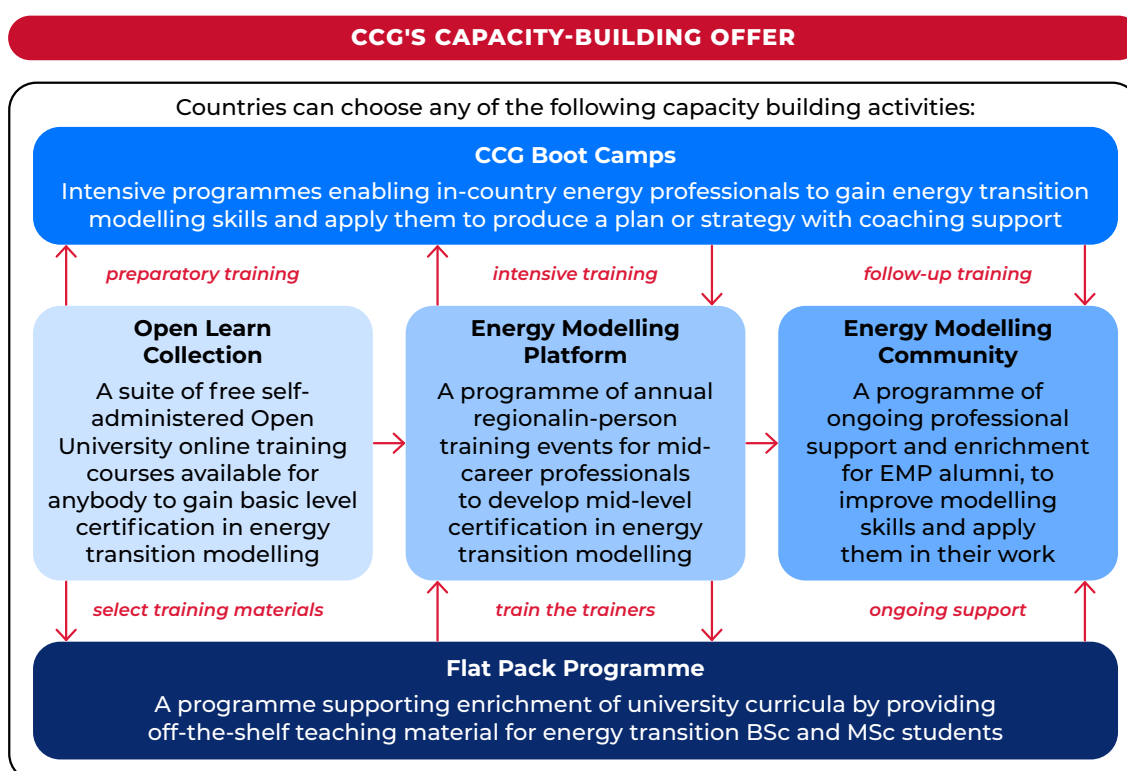 CCG'S CAPACITY-BUILDING OFFER
Countries can choose any of the following capacity building activities:
CCG Boot Camps
Intensive programmes enabling in-country energy professionals to gain energy transition
modelling skills and apply them to produce a plan or strategy with coaching support
preparatory training
intensive training
follow-up training
Open Learn
Collection
A suite of free self-
administered Open
University online training
courses available for
anybody to gain basic level
certification in energy
transition modelling
Energy Modelling
Platform
A programme of annual
regionalin-person
training events for mid-
career professionals
to develop mid-level
certification in energy
transition modelling
Energy Modelling
Community
A programme of
ongoing professional
support and enrichment
for EMP alumni, to
improve modelling
skills and apply
them in their work
select training materials
train the trainers
ongoing support
Flat Pack Programme
A programme supporting enrichment of university curricula by providing
off-the-shelf teaching material for energy transition BSc and MSc students